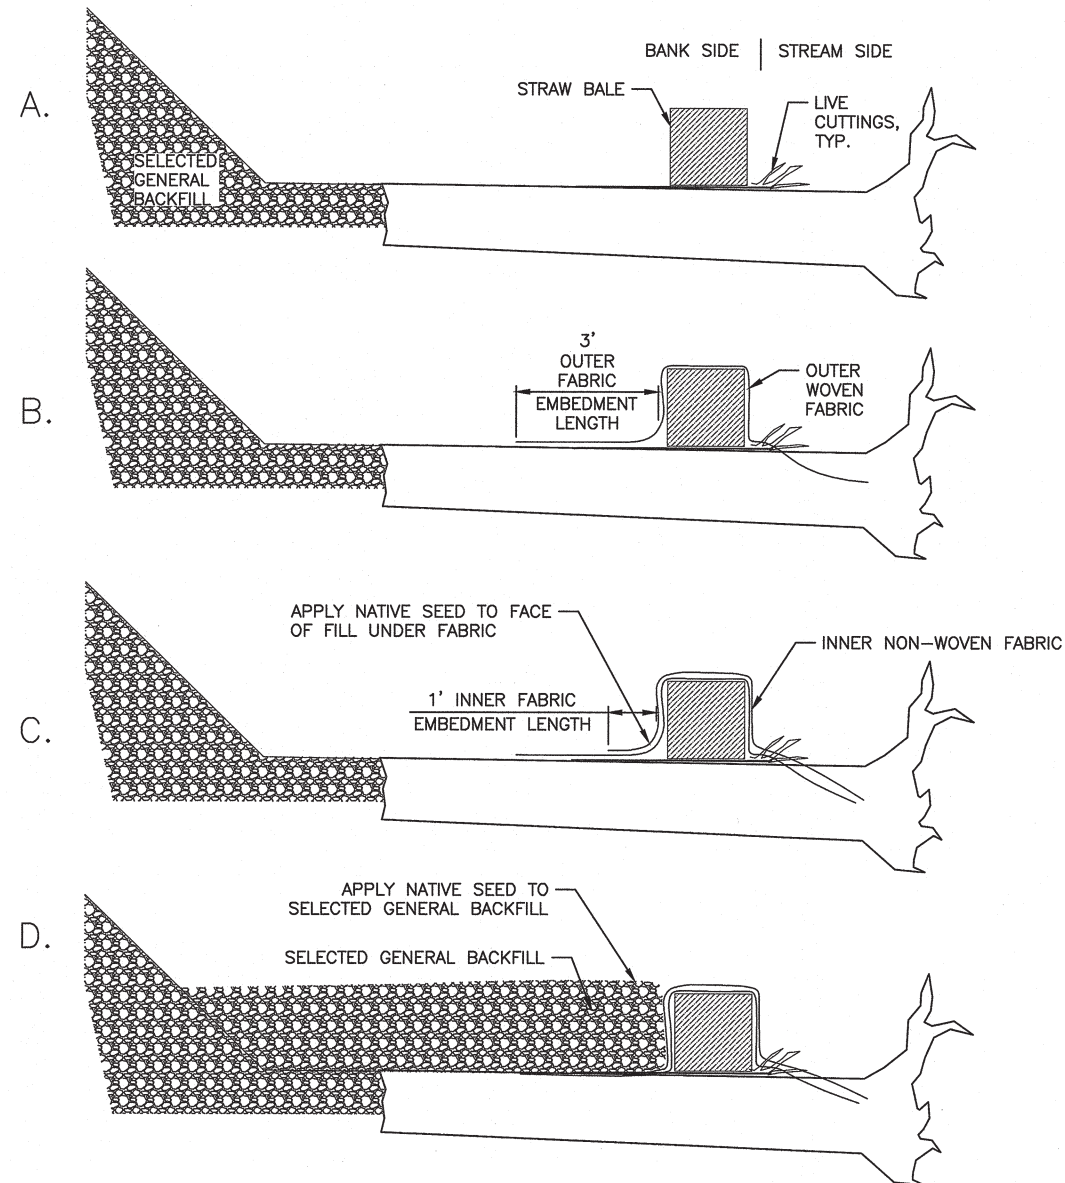 BANK SIDE | STREAM SIDE
STRAW BALE
A.
LIVE
CUTTINGS,
TYP.
SELECTED
GENERAL
BACKFILL
3'
OUTER
FABRIC
EMBEDMENT
LENGTH
OUTER
WOVEN
FABRIC
B.
APPLY NATIVE SEED TO FACE
OF FILL UNDER FABRIC
INNER NON-WOVEN FABRIC
1' INNER FABRIC
EMBEDMENT LENGTH
C.
APPLY NATIVE SEED TO
SELECTED GENERAL BACKFILL
D.
SELECTED GENERAL BACKFILL